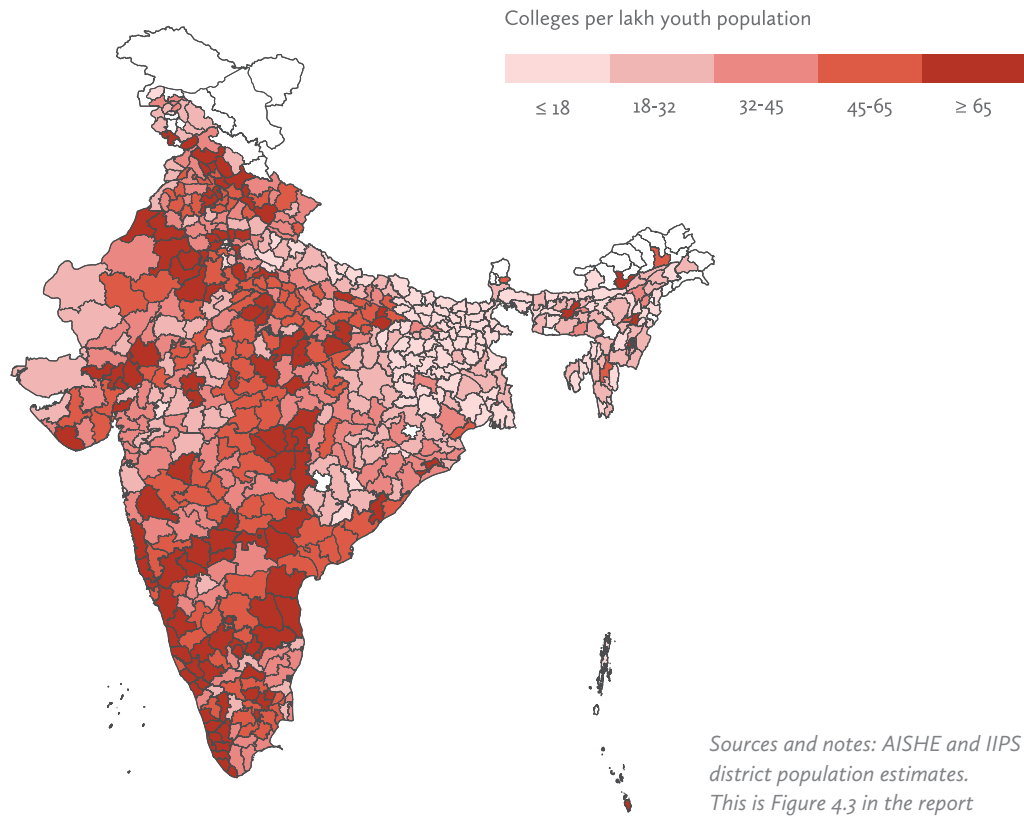 Colleges per lakh youth population
≤ 18 18-32 32-45 45-65 ≥ 65
Sources and notes: AISHE and IIPS
district population estimates.
This is Figure 4.3 in the report